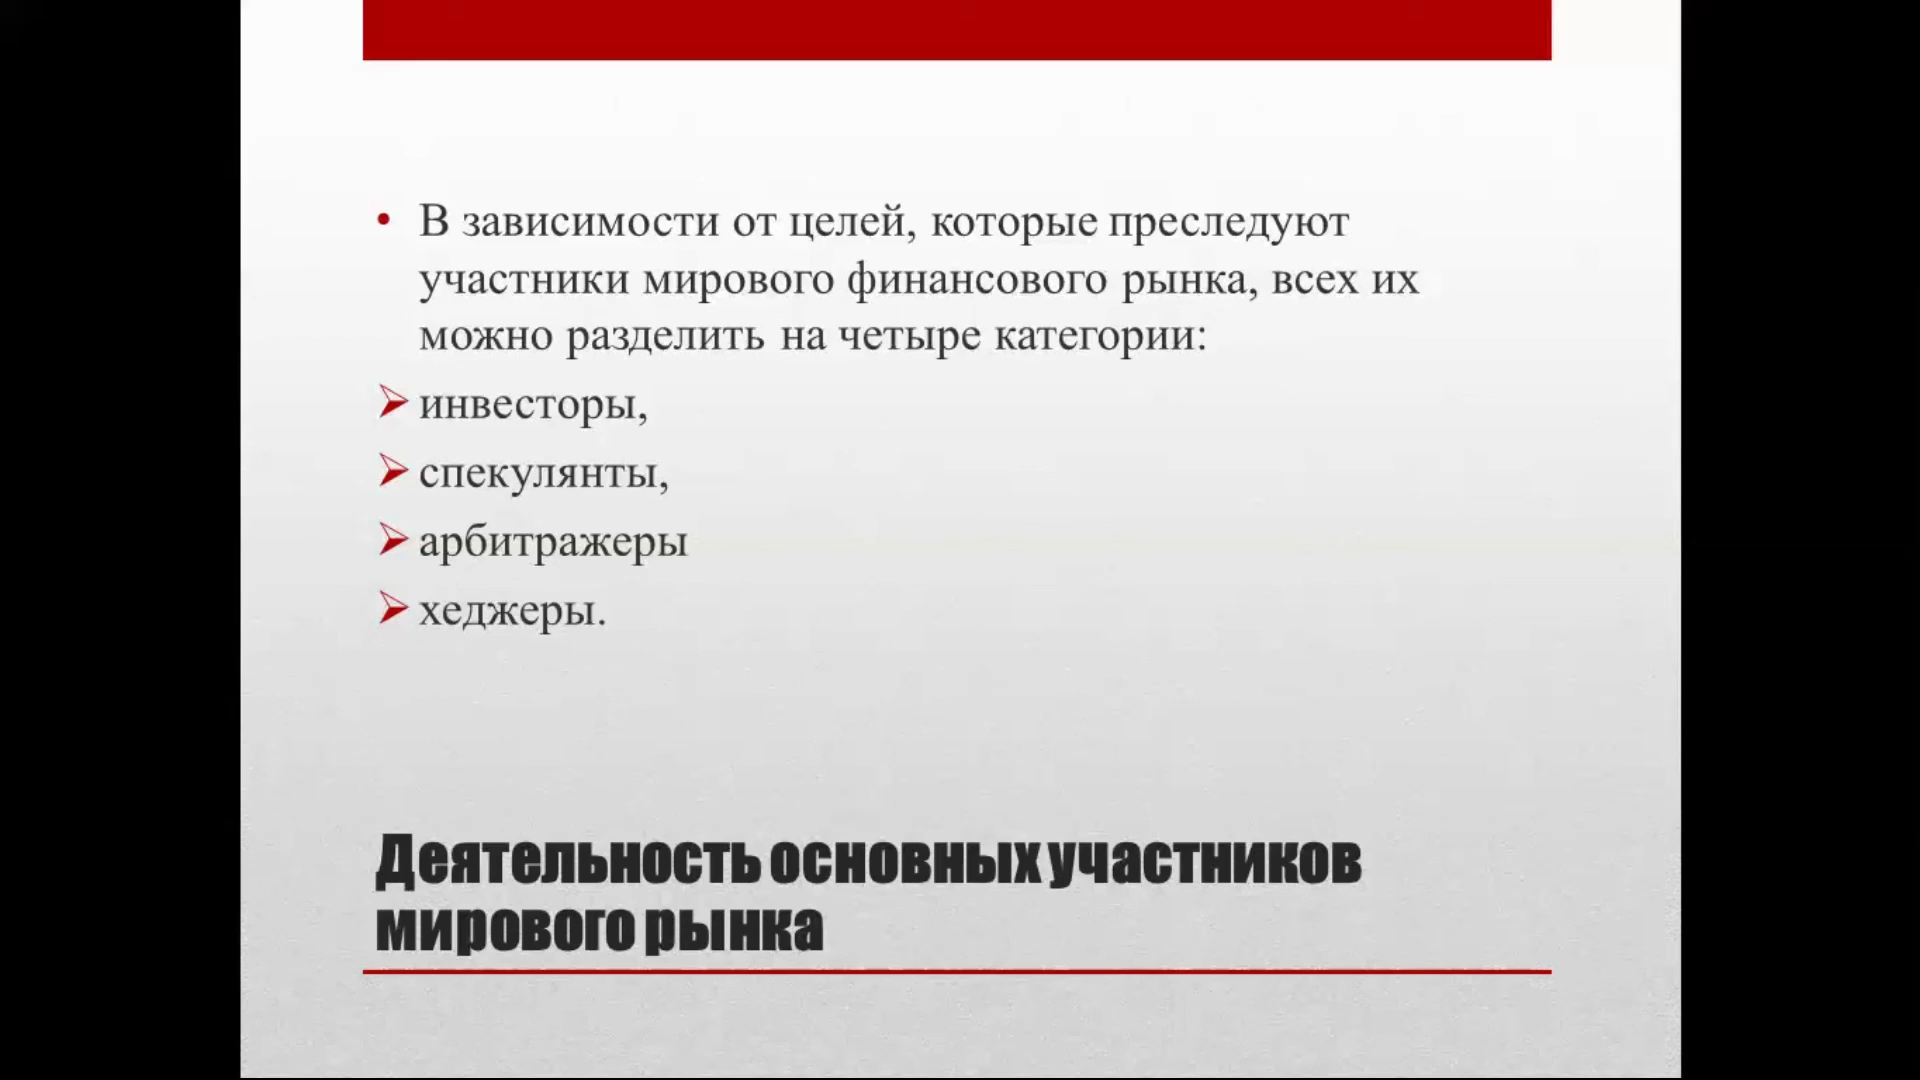 • В зависимости от целей, которые преследуют
участники мирового финансового рынка, всех их
можно разделить на четыре категории:
➢ инвесторы,
➢ спекулянты,
➢ арбитражеры
➢ хеджеры.
Деятельность основных участников
мирового рынка